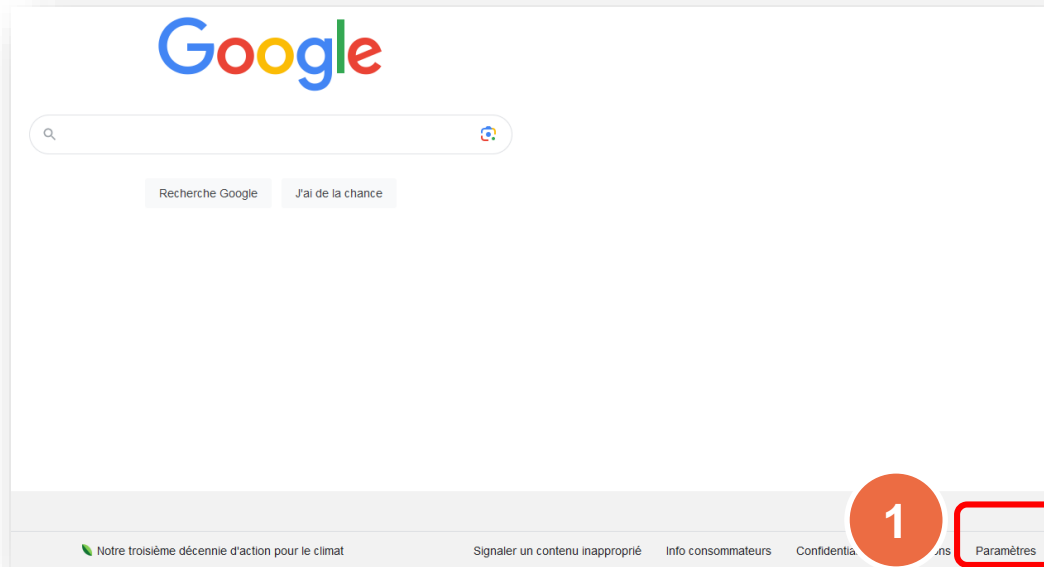 Google
Recherche Google J'ai de la chance
1
Notre troisième décennie d'action pour le climat Signaler un contenu inapproprié Info consommateurs Paramètres